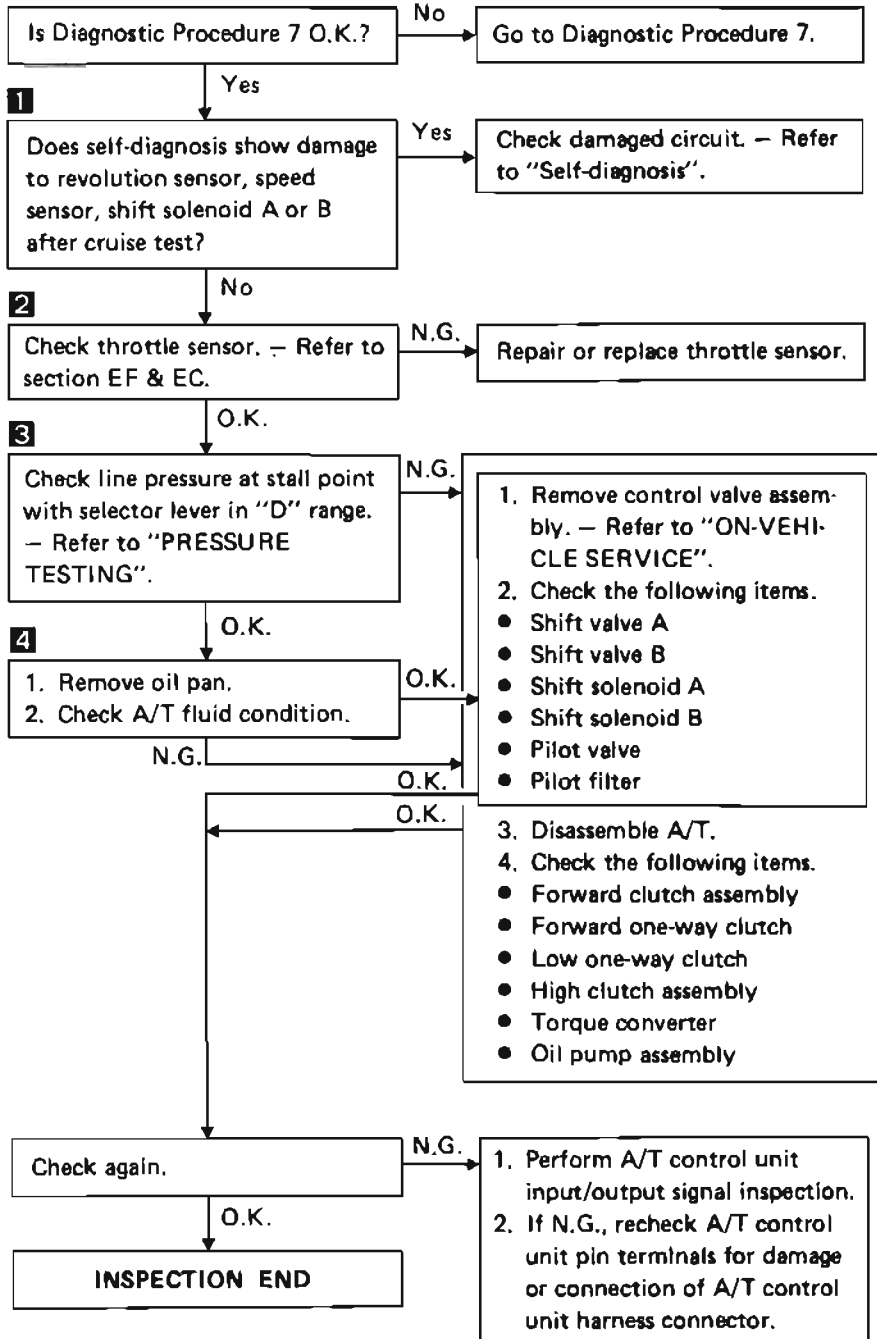 Is Diagnostic Procedure 7 O.K.?
No
Go to Diagnostic Procedure 7.
Yes
1
Does self-diagnosis show damage
to revolution sensor, speed
sensor, shift solenoid A or B
after cruise test?
Yes
Check damaged circuit. – Refer
to "Self-diagnosis".
No
2
Check throttle sensor. – Refer to
section EF & EC.
N.G.
Repair or replace throttle sensor.
O.K.
3
Check line pressure at stall point
with selector lever in "D" range.
– Refer to "PRESSURE
TESTING".
N.G.
O.K.
4
1. Remove oil pan.
2. Check A/T fluid condition.
O.K.
N.G.
1. Remove control valve assem-
bly. – Refer to "ON-VEHI-
CLE SERVICE".
2. Check the following items.
● Shift valve A
● Shift valve B
● Shift solenoid A
● Shift solenoid B
● Pilot valve
● Pilot filter
O.K.
O.K.
3. Disassemble A/T.
4. Check the following items.
● Forward clutch assembly
● Forward one-way clutch
● Low one-way clutch
● High clutch assembly
● Torque converter
● Oil pump assembly
Check again.
N.G.
1. Perform A/T control unit
input/output signal inspection.
2. If N.G., recheck A/T control
unit pin terminals for damage
or connection of A/T control
unit harness connector.
O.K.
INSPECTION END